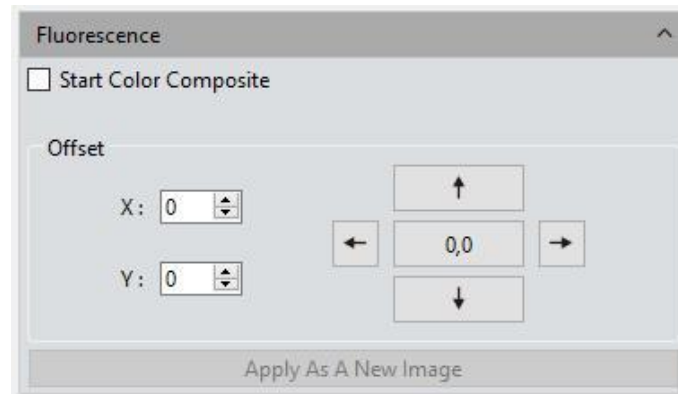 Fluorescence
Start Color Composite
Offset
X: 0
0,0
Y: 0
Apply As A New Image